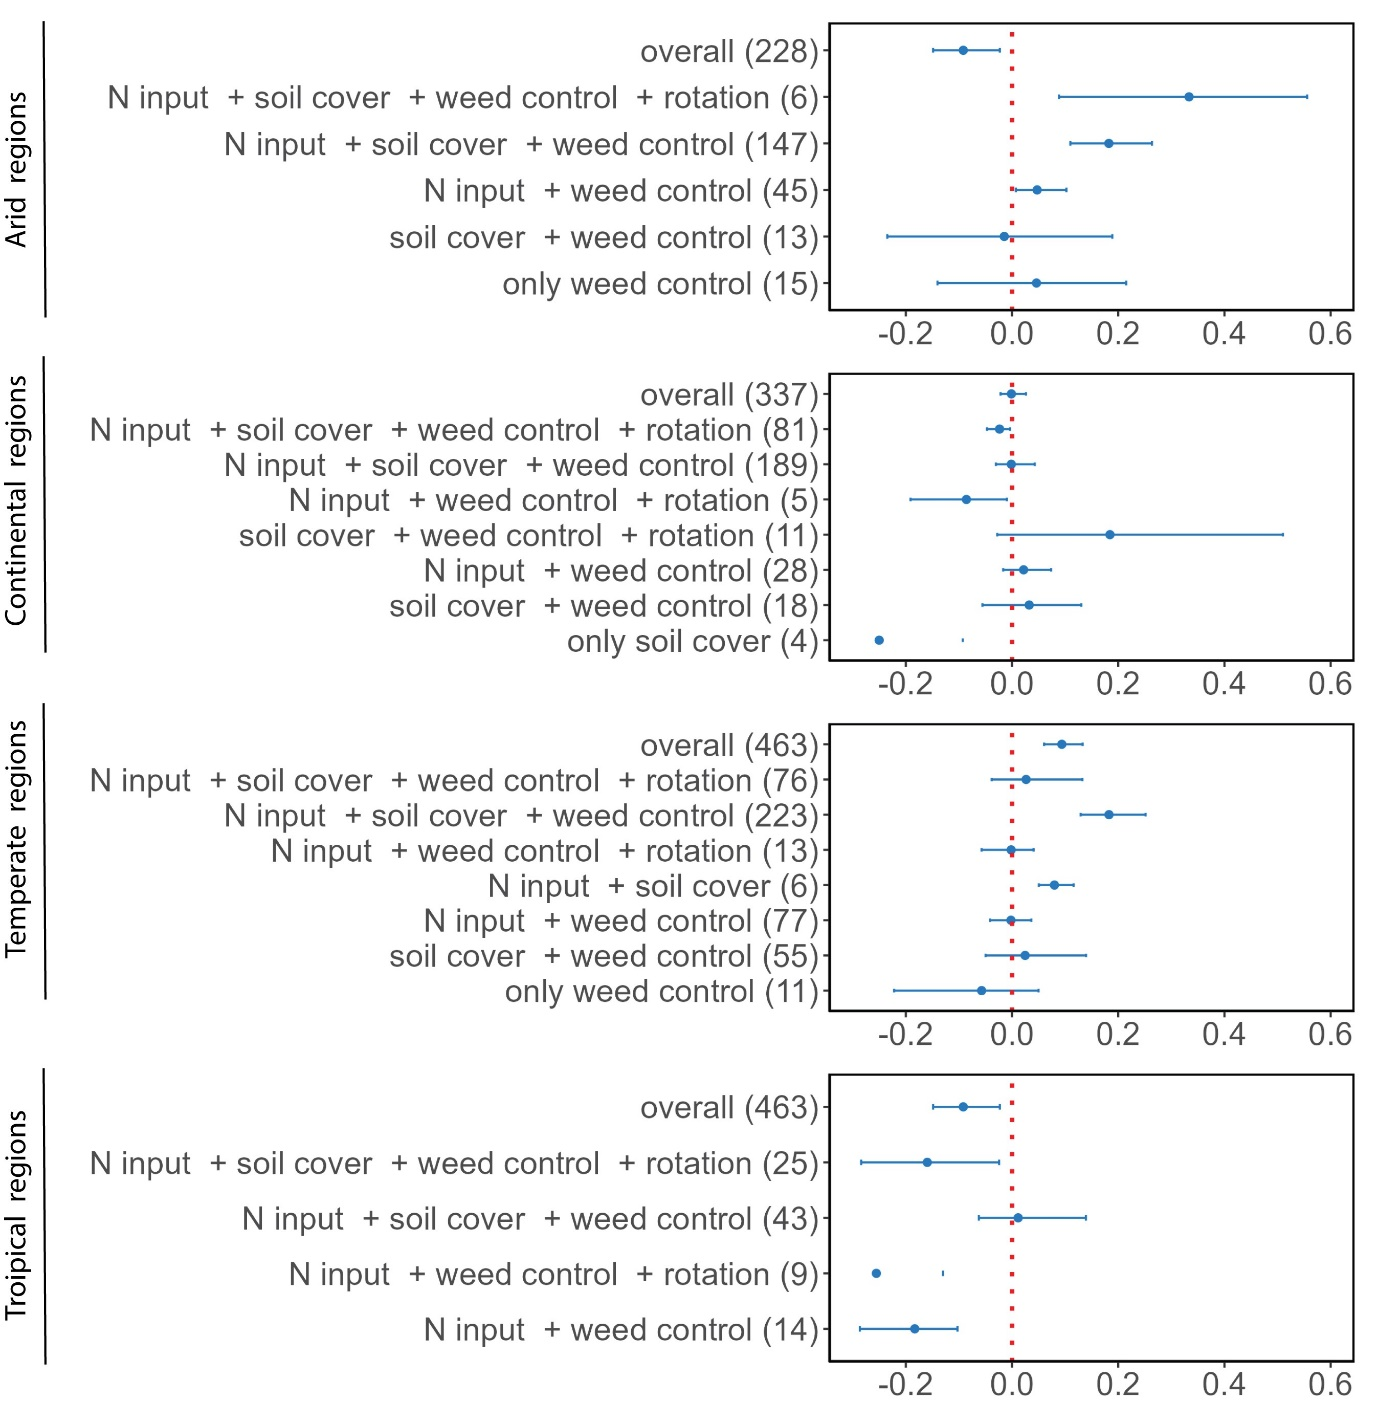 Arid regions
overall (228)
N input + soil cover + weed control + rotation (6)
N input + soil cover + weed control (147)
N input + weed control (45)
soil cover + weed control (13)
only weed control (15)
-0.2 0.0 0.2 0.4 0.6
Continental regions
overall (337)
N input + soil cover + weed control + rotation (81)
N input + soil cover + weed control (189)
N input + weed control + rotation (5)
soil cover + weed control + rotation (11)
N input + weed control (28)
soil cover + weed control (18)
only soil cover (4)
-0.2 0.0 0.2 0.4 0.6
Temperate regions
overall (463)
N input + soil cover + weed control + rotation (76)
N input + soil cover + weed control (223)
N input + weed control + rotation (13)
N input + soil cover (6)
N input + weed control (77)
soil cover + weed control (55)
only weed control (11)
-0.2 0.0 0.2 0.4 0.6
Troipical regions
overall (463)
N input + soil cover + weed control + rotation (25)
N input + soil cover + weed control (43)
N input + weed control + rotation (9)
N input + weed control (14)
-0.2 0.0 0.2 0.4 0.6